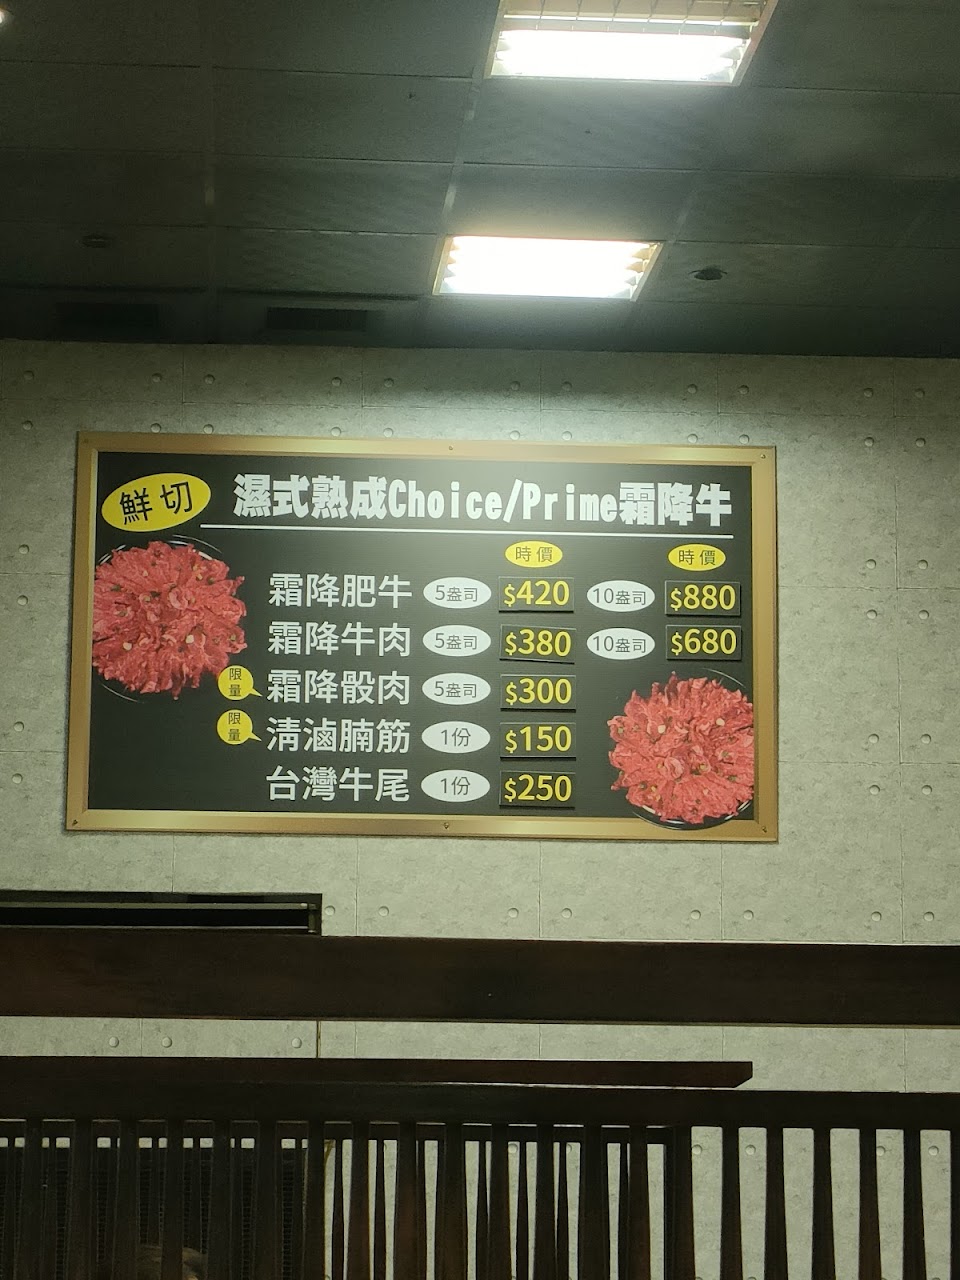 鮮切
濕式熟成Choice/Prime霜降牛
時價 時價
霜降肥牛 5盎司 $420 10盎司 $880
霜降牛肉 5盎司 $380 10盎司 $680
限量 霜降骰肉 5盎司 $300
限量 清滷腩筋 1份 $150
台灣牛尾 1份 $250